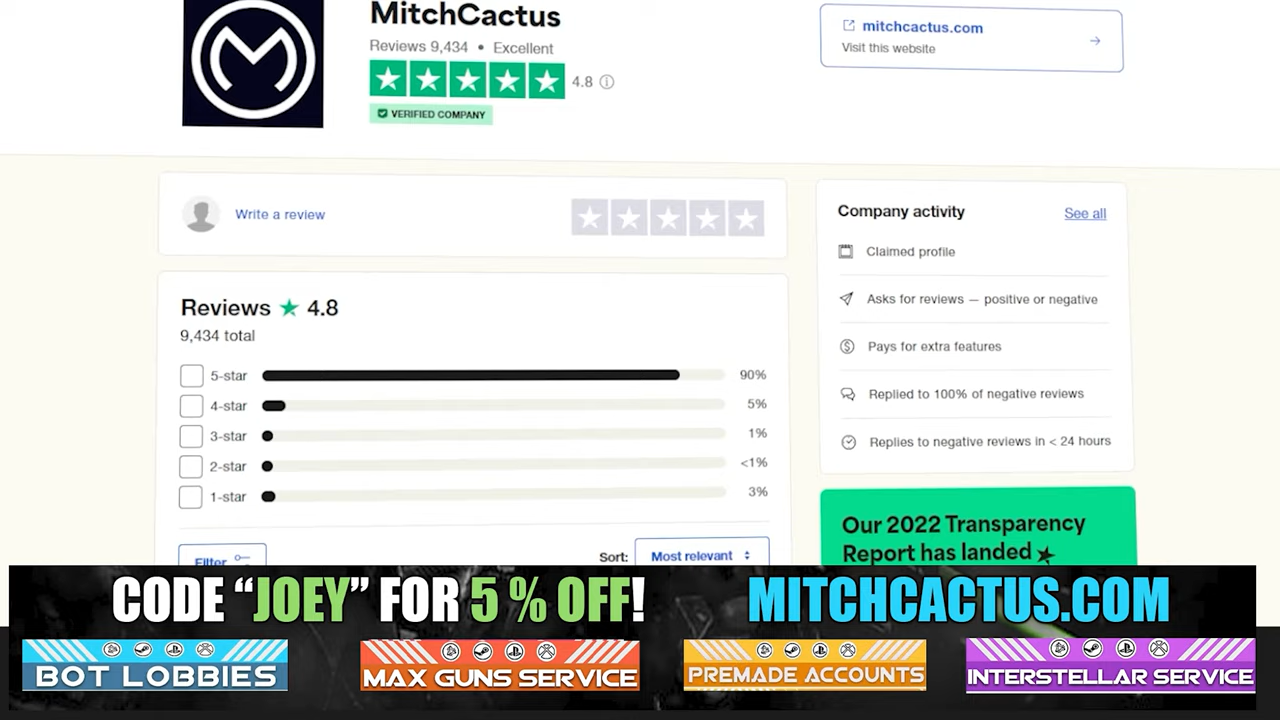 MitchCactus
Reviews 9,434 • Excellent
4.8
VERIFIED COMPANY
mitchcactus.com
Visit this website
Write a review
Company activity
See all
Claimed profile
Asks for reviews — positive or negative
Pays for extra features
Replied to 100% of negative reviews
Replies to negative reviews in < 24 hours
Reviews ★ 4.8
9,434 total
5-star 90%
4-star 5%
3-star 1%
2-star <1%
1-star 3%
Filter
Sort: Most relevant
Our 2022 Transparency
Report has landed
CODE “JOEY” FOR 5 % OFF!
MITCHCACTUS.COM
BOT LOBBIES
MAX GUNS SERVICE
PREMADE ACCOUNTS
INTERSTELLAR SERVICE